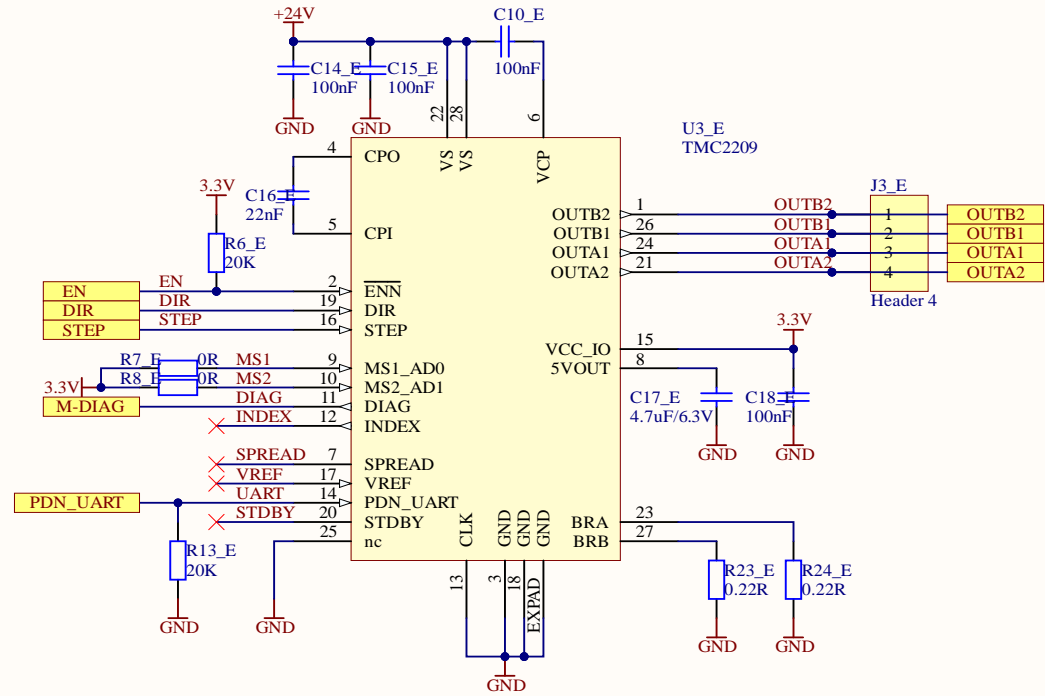 +24V
C10_E
100nF
C14_E
100nF
C15_E
100nF
GND
GND
22
28
6
VS
VS
VCP
U3_E
TMC2209
4
CPO
C16_E
22nF
5
CPI
3.3V
R6_E
20K
EN
EN
2
ENN
DIR
DIR
19
DIR
STEP
STEP
16
STEP
R7_E
0R
MS1
9
MS1_AD0
3.3V
R8_E
0R
MS2
10
MS2_AD1
M-DIAG
DIAG
11
DIAG
INDEX
12
INDEX
SPREAD
7
SPREAD
VREF
17
VREF
PDN_UART
UART
14
PDN_UART
STDBY
20
STDBY
25
nc
R13_E
20K
GND
GND
OUTB2
1
OUTB2
J3_E
1
OUTB2
OUTB1
26
OUTB1
2
OUTB1
OUTA1
24
OUTA1
3
OUTA1
OUTA2
21
OUTA2
4
OUTA2
Header 4
3.3V
VCC_IO
15
5VOUT
8
C17_E
4.7uF/6.3V
C18_E
100nF
GND
GND
BRA
23
BRB
27
R23_E
0.22R
R24_E
0.22R
GND
GND
CLK
GND
GND
GND
13
3
18
EXPAD
GND